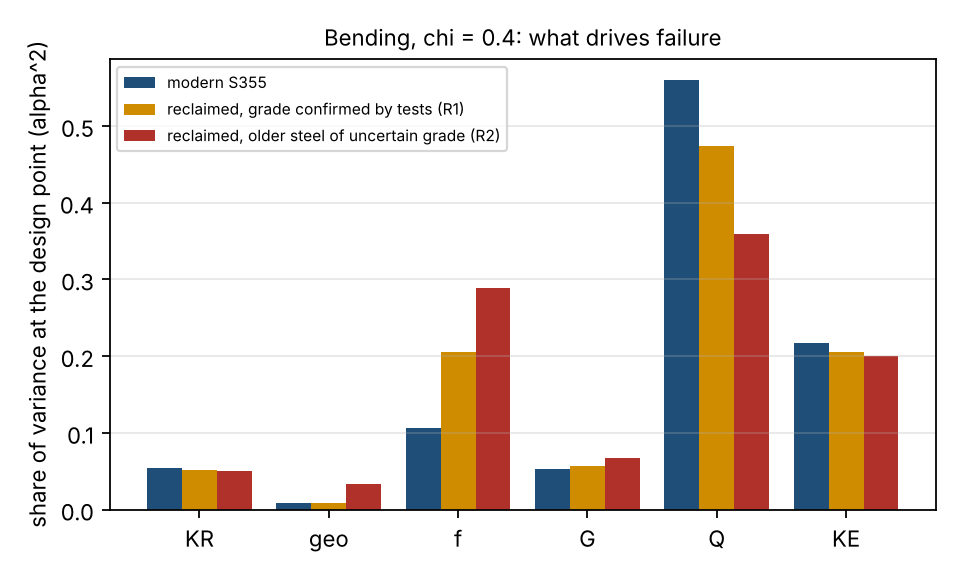 Bending, chi = 0.4: what drives failure
share of variance at the design point (alpha^2)
modern S355
reclaimed, grade confirmed by tests (R1)
reclaimed, older steel of uncertain grade (R2)
0.5
0.4
0.3
0.2
0.1
0.0
KR geo f G Q KE